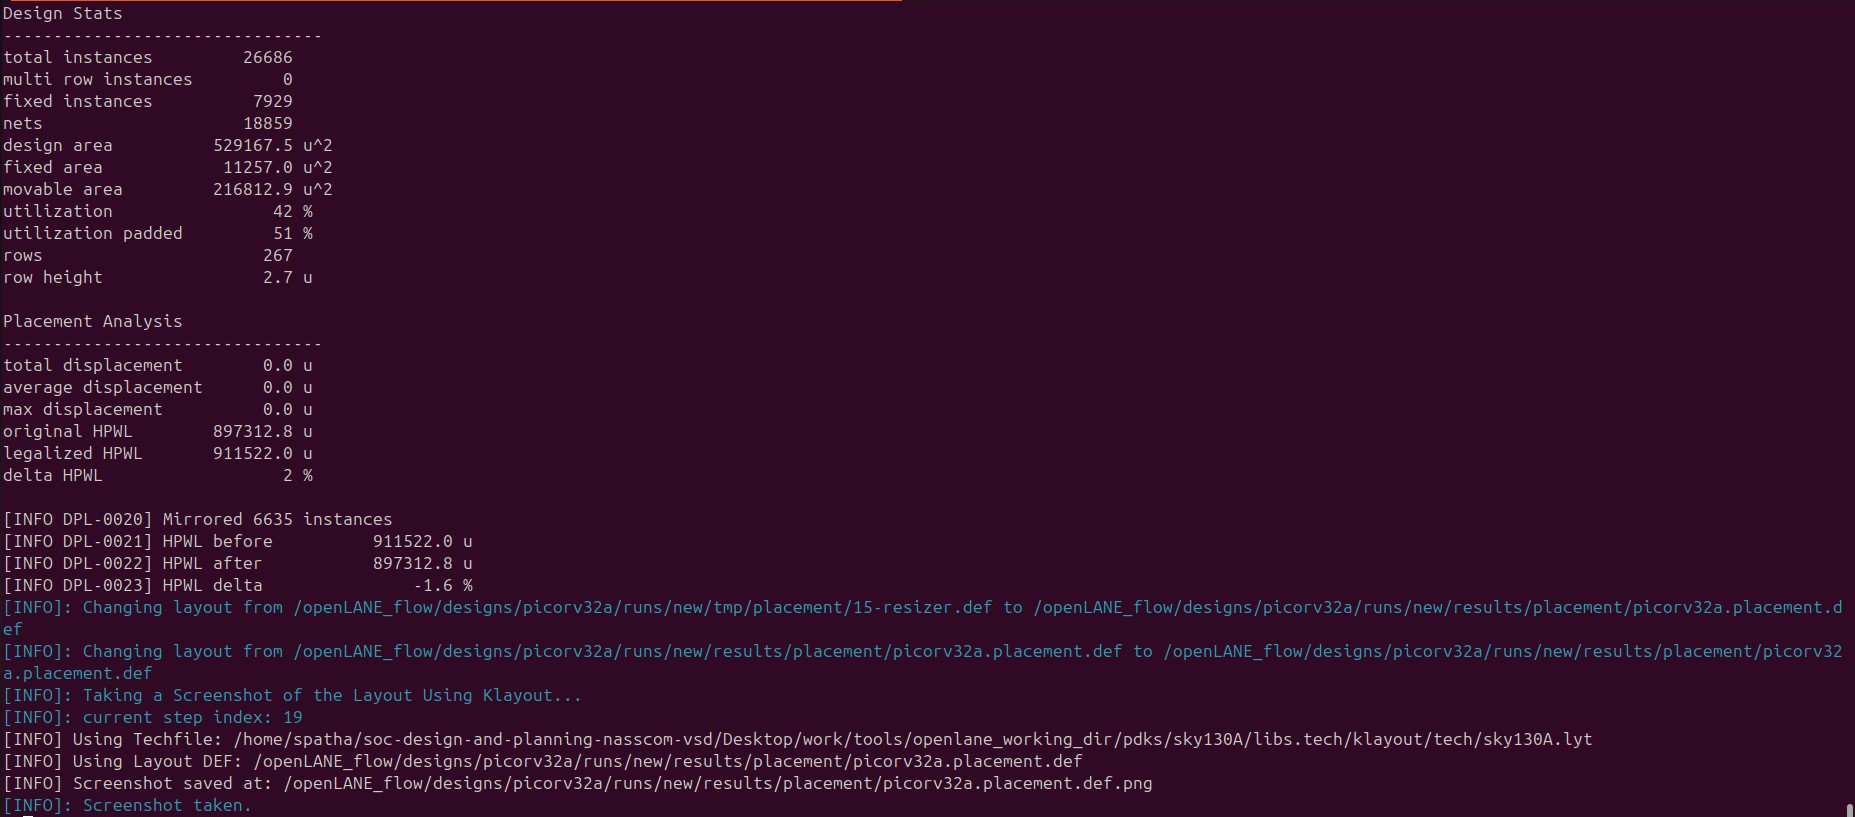 Design Stats
--------------------------------
total instances         26686
multi row instances         0
fixed instances          7929
nets                    18859
design area          529167.5 u^2
fixed area            11257.0 u^2
movable area         216812.9 u^2
utilization                42 %
utilization padded         51 %
rows                      267
row height                2.7 u
Placement Analysis
--------------------------------
total displacement        0.0 u
average displacement      0.0 u
max displacement          0.0 u
original HPWL        897312.8 u
legalized HPWL       911522.0 u
delta HPWL                  2 %
[INFO DPL-0020] Mirrored 6635 instances
[INFO DPL-0021] HPWL before          911522.0 u
[INFO DPL-0022] HPWL after           897312.8 u
[INFO DPL-0023] HPWL delta               -1.6 %
[INFO]: Changing layout from /openLANE_flow/designs/picorv32a/runs/new/tmp/placement/15-resizer.def to /openLANE_flow/designs/picorv32a/runs/new/results/placement/picorv32a.placement.d
ef
[INFO]: Changing layout from /openLANE_flow/designs/picorv32a/runs/new/results/placement/picorv32a.placement.def to /openLANE_flow/designs/picorv32a/runs/new/results/placement/picorv32
a.placement.def
[INFO]: Taking a Screenshot of the Layout Using Klayout...
[INFO]: current step index: 19
[INFO] Using Techfile: /home/spatha/soc-design-and-planning-nasscom-vsd/Desktop/work/tools/openlane_working_dir/pdks/sky130A/libs.tech/klayout/tech/sky130A.lyt
[INFO] Using Layout DEF: /openLANE_flow/designs/picorv32a/runs/new/results/placement/picorv32a.placement.def
[INFO] Screenshot saved at: /openLANE_flow/designs/picorv32a/runs/new/results/placement/picorv32a.placement.def.png
[INFO]: Screenshot taken.